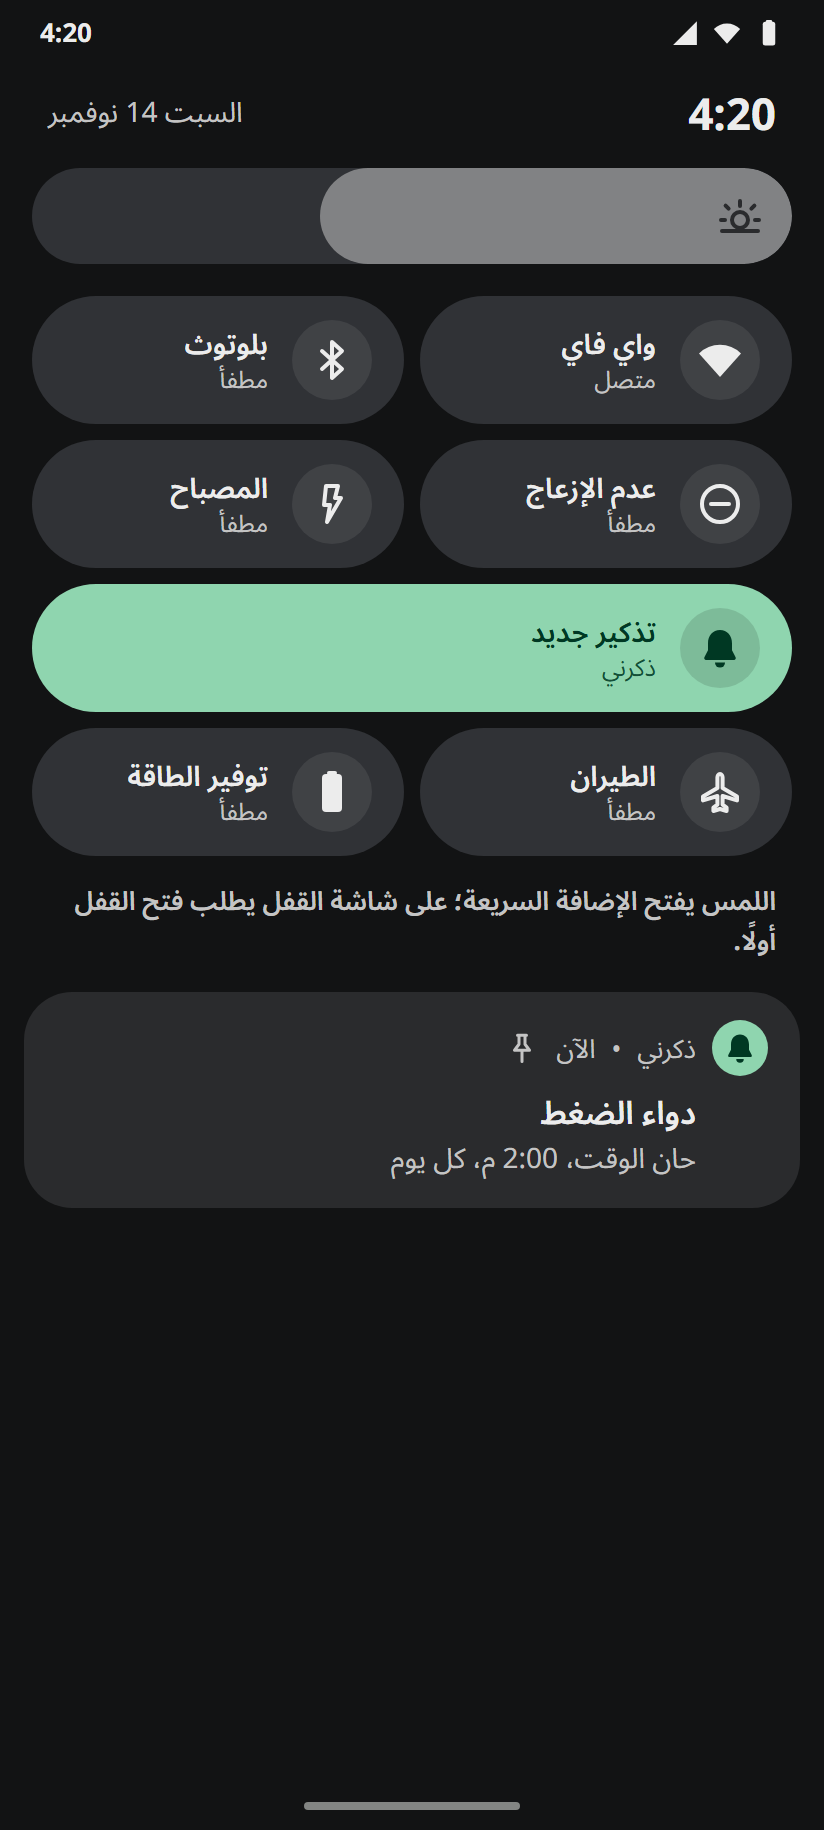 4:20
4:20
السبت 14 نوفمبر
واي فاي
متصل
بلوتوث
مطفأ
عدم الإزعاج
مطفأ
المصباح
مطفأ
تذكير جديد
ذكرني
الطيران
مطفأ
توفير الطاقة
مطفأ
اللمس يفتح الإضافة السريعة؛ على شاشة القفل يطلب فتح القفل
أولًا.
ذكرني • الآن
دواء الضغط
حان الوقت، 2:00 م، كل يوم